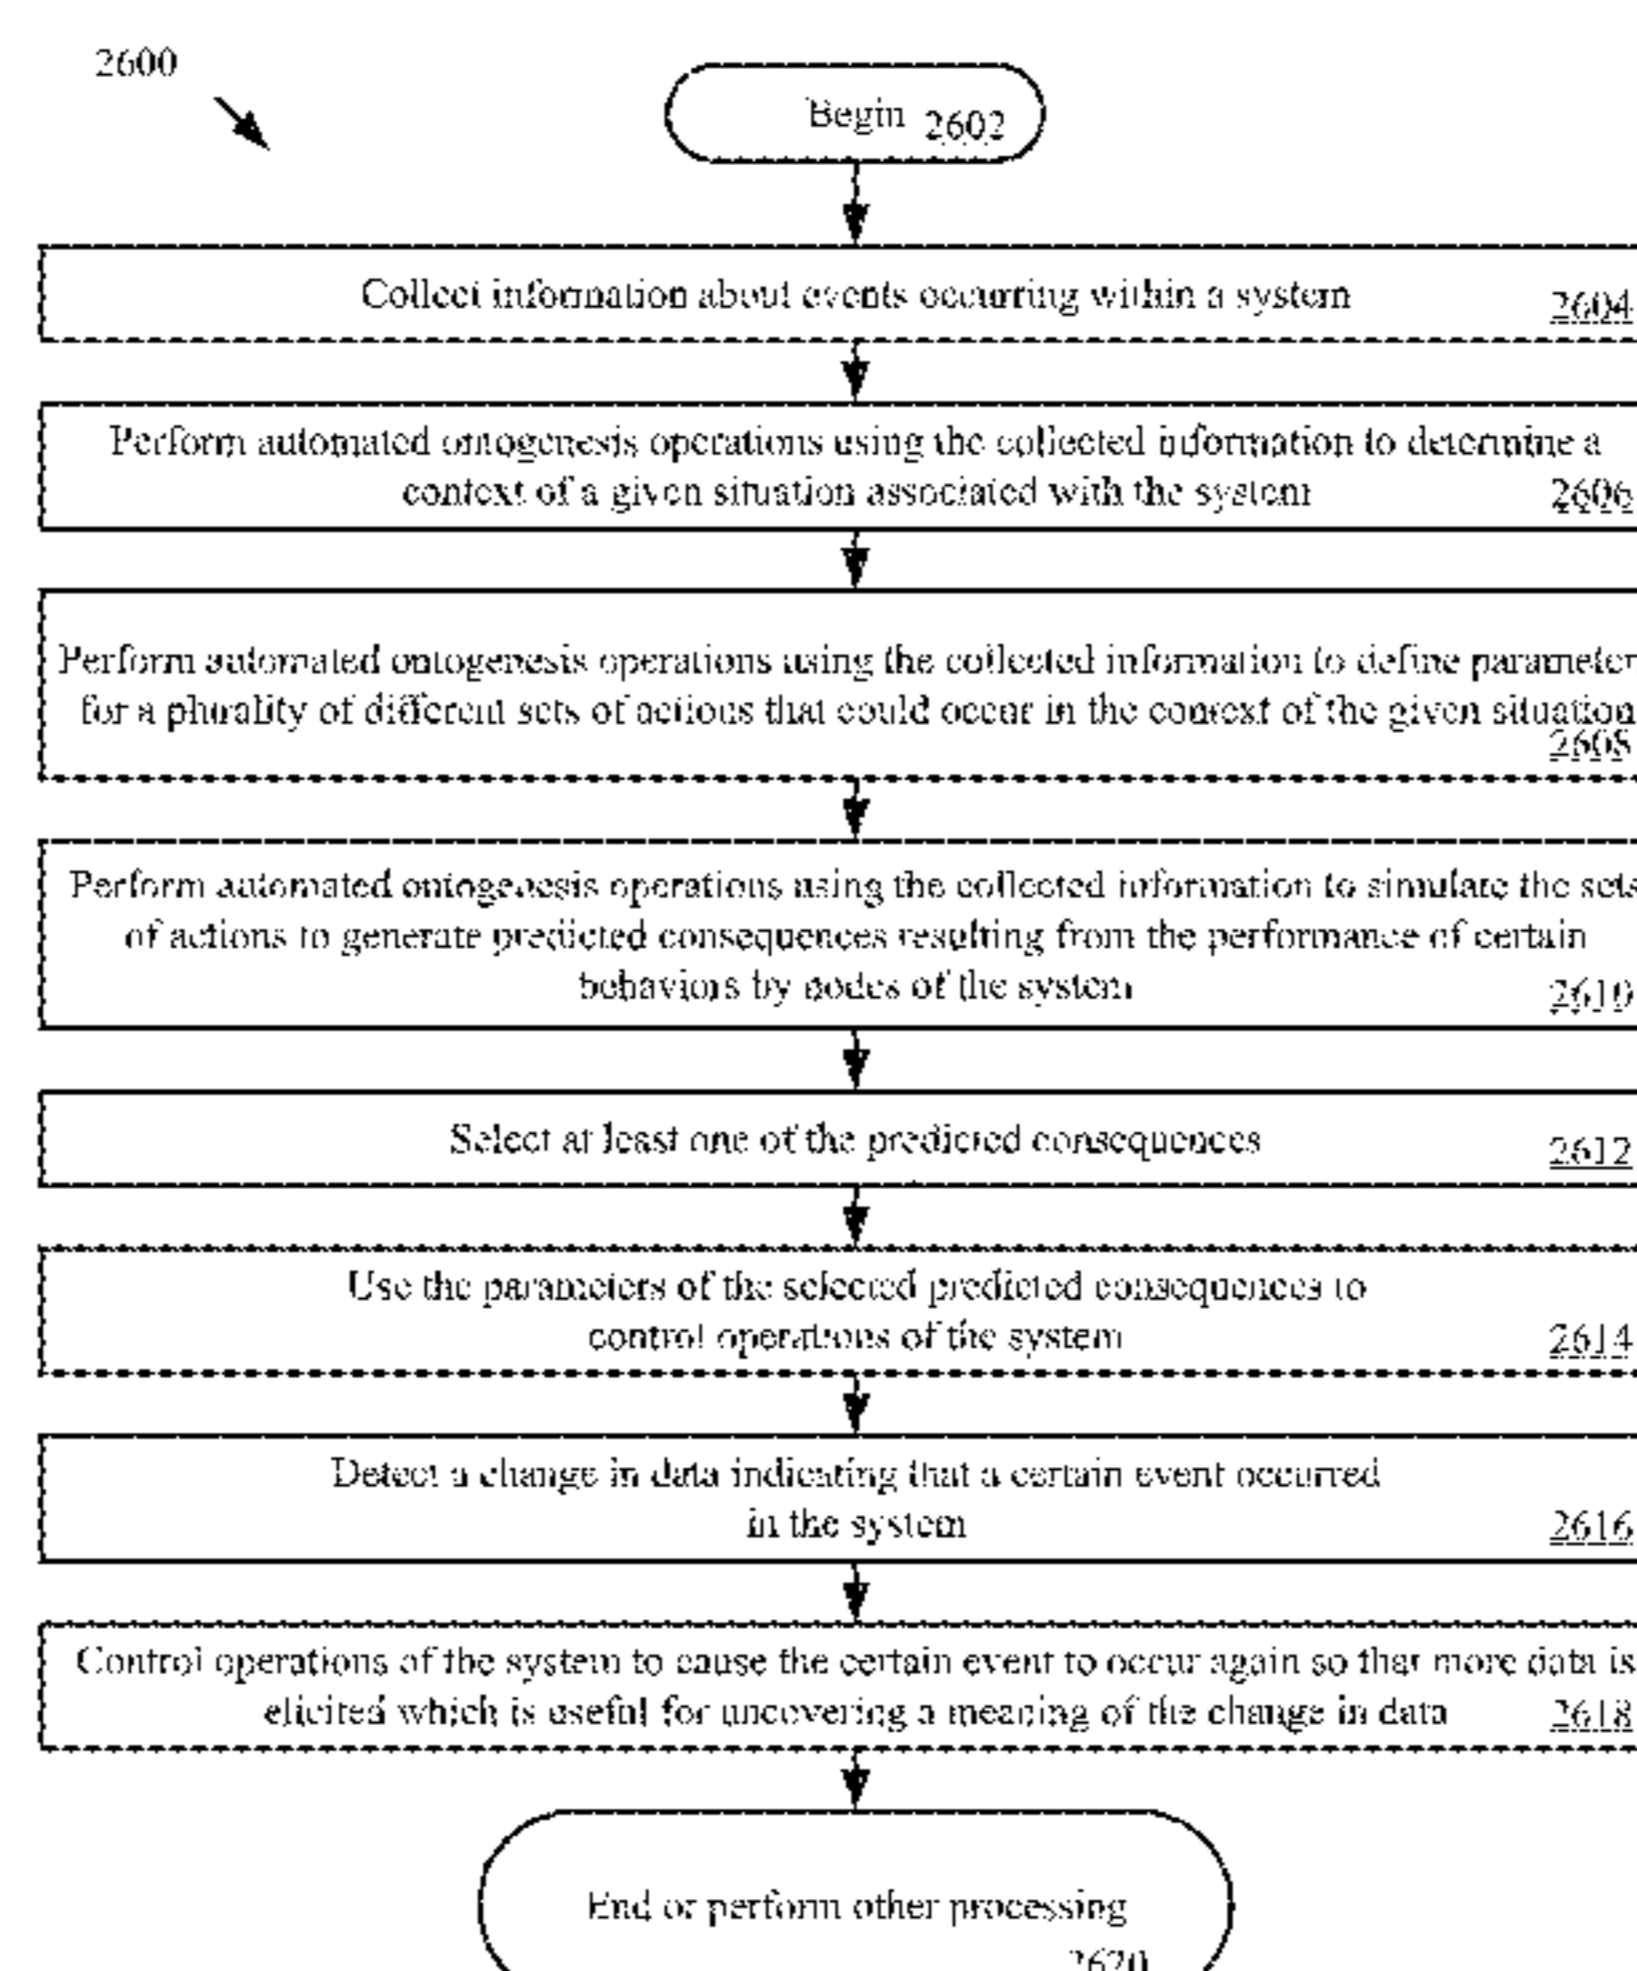 2600
Begin 2602
Collect information about events occurring within a system
2604
Perform automated ontogenesis operations using the collected information to determine a
context of a given situation associated with the system
2606
Perform automated ontogenesis operations using the collected information to define parameter
for a plurality of different sets of actions that could occur in the context of the given situation
2608
Perform automated ontogenesis operations using the collected information to simulate the sets
of actions to generate predicted consequences resulting from the performance of certain
behaviors by nodes of the system
2610
Select at least one of the predicted consequences
2612
Use the parameters of the selected predicted consequences to
control operations of the system
2614
Detect a change in data indicating that a certain event occurred
in the system
2616
Control operations of the system to cause the certain event to occur again so that more data is
elicited which is useful for uncovering a meaning of the change in data
2618
End or perform other processing
2620